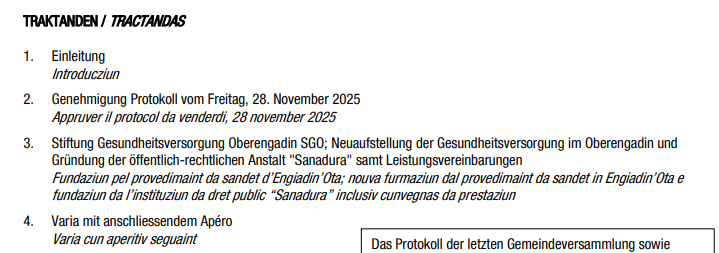 TRAKTANDEN / TRACTANDAS
1. Einleitung
Introducziun
2. Genehmigung Protokoll vom Freitag, 28. November 2025
Appruver il protocol da venderdi, 28 november 2025
3. Stiftung Gesundheitsversorgung Oberengadin SGO; Neuaufstellung der Gesundheitsversorgung im Oberengadin und
Gründung der öffentlich-rechtlichen Anstalt "Sanadura" samt Leistungsvereinbarungen
Fundaziun pel provedimaint da sandet d'Engiadin'Ota; nouva furmaziun dal provedimaint da sandet in Engiadin'Ota e
fundaziun da l'instituziun da dret public "Sanadura" inclusiv cunvegnas da prestaziun
4. Varia mit anschliessendem Apéro
Varia cun aperitiv seguaint
Das Protokoll der letzten Gemeindeversammlung sowie